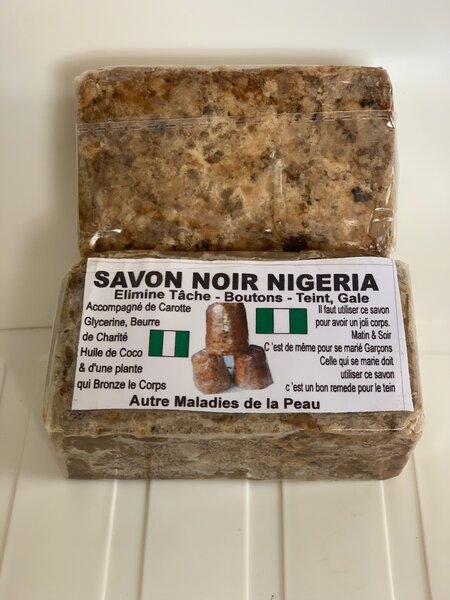 SAVON NOIR NIGERIA
Elimine Tâche - Boutons - Teint, Gale
Accompagné de Carotte
Glycerine, Beurre
de Charité
Huile de Coco
& d'une plante
qui Bronze le Corps
Il faut utiliser ce savon
pour avoir un joli corps.
Matin & Soir
C 'est de même pour se marié Garçons
Celle qui se marie doit
utiliser ce savon
c 'est un bon remede pour le tein
Autre Maladies de la Peau